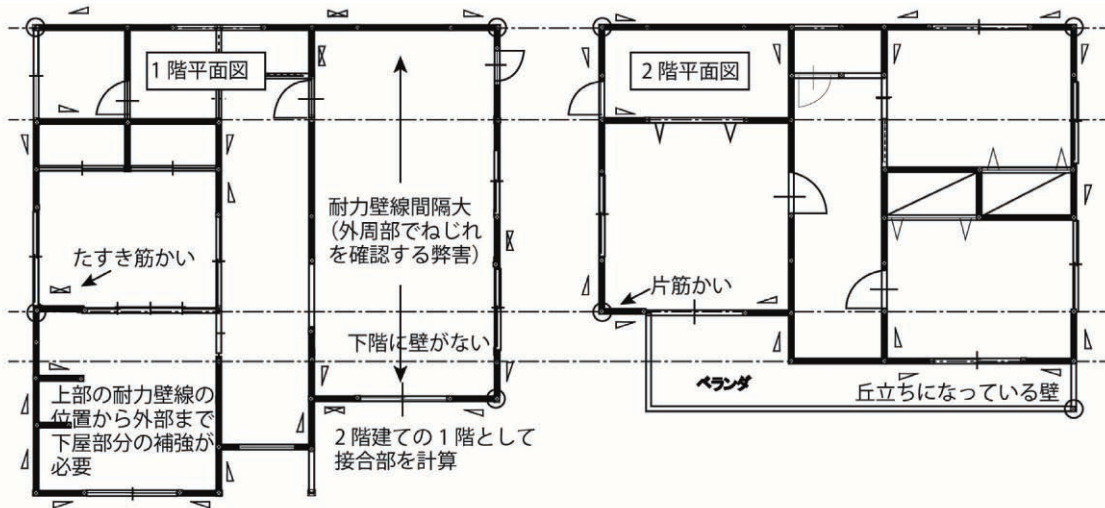 1階平面図
耐力壁線間隔大
(外周部でねじれ
を確認する弊害)
たすき筋かい
下階に壁がない
上部の耐力壁線の
位置から外部まで
下屋部分の補強が
必要
2階建ての1階として
接合部を計算
2階平面図
片筋かい
ベランダ
丘立ちになっている壁